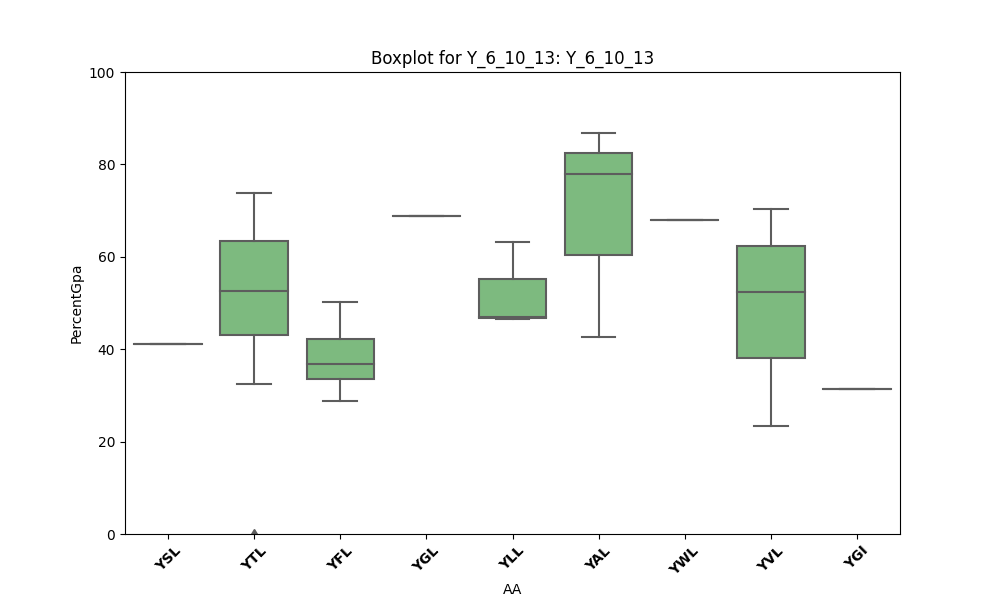 Boxplot for Y_6_10_13: Y_6_10_13
100
80
60
40
20
0
PercentGpa
YSL YTL YFL YGL YLL YAL YWL YVL YGI
AA